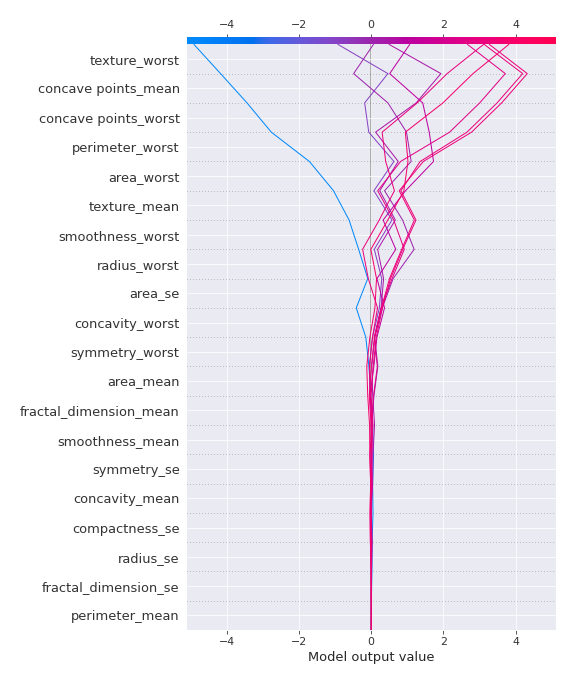 −4 −2 0 2 4
texture_worst
concave points_mean
concave points_worst
perimeter_worst
area_worst
texture_mean
smoothness_worst
radius_worst
area_se
concavity_worst
symmetry_worst
area_mean
fractal_dimension_mean
smoothness_mean
symmetry_se
concavity_mean
compactness_se
radius_se
fractal_dimension_se
perimeter_mean
−4 −2 0 2 4
Model output value